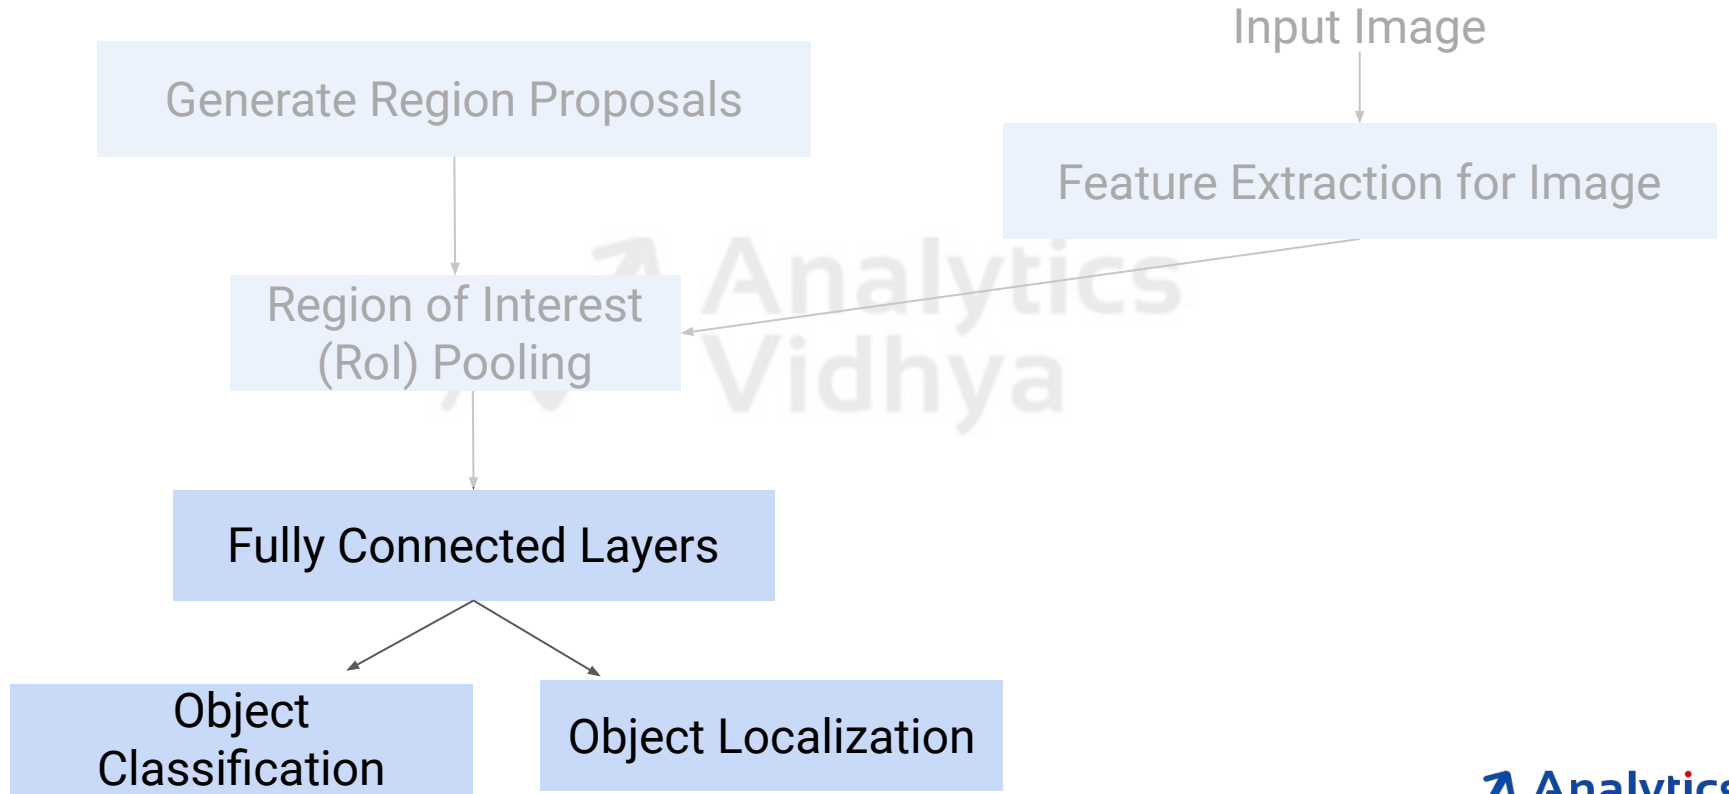 Input Image
Generate Region Proposals
Feature Extraction for Image
Analytics
Vidhya
Region of Interest
(RoI) Pooling
Fully Connected Layers
Object
Classification
Object Localization
Analytics